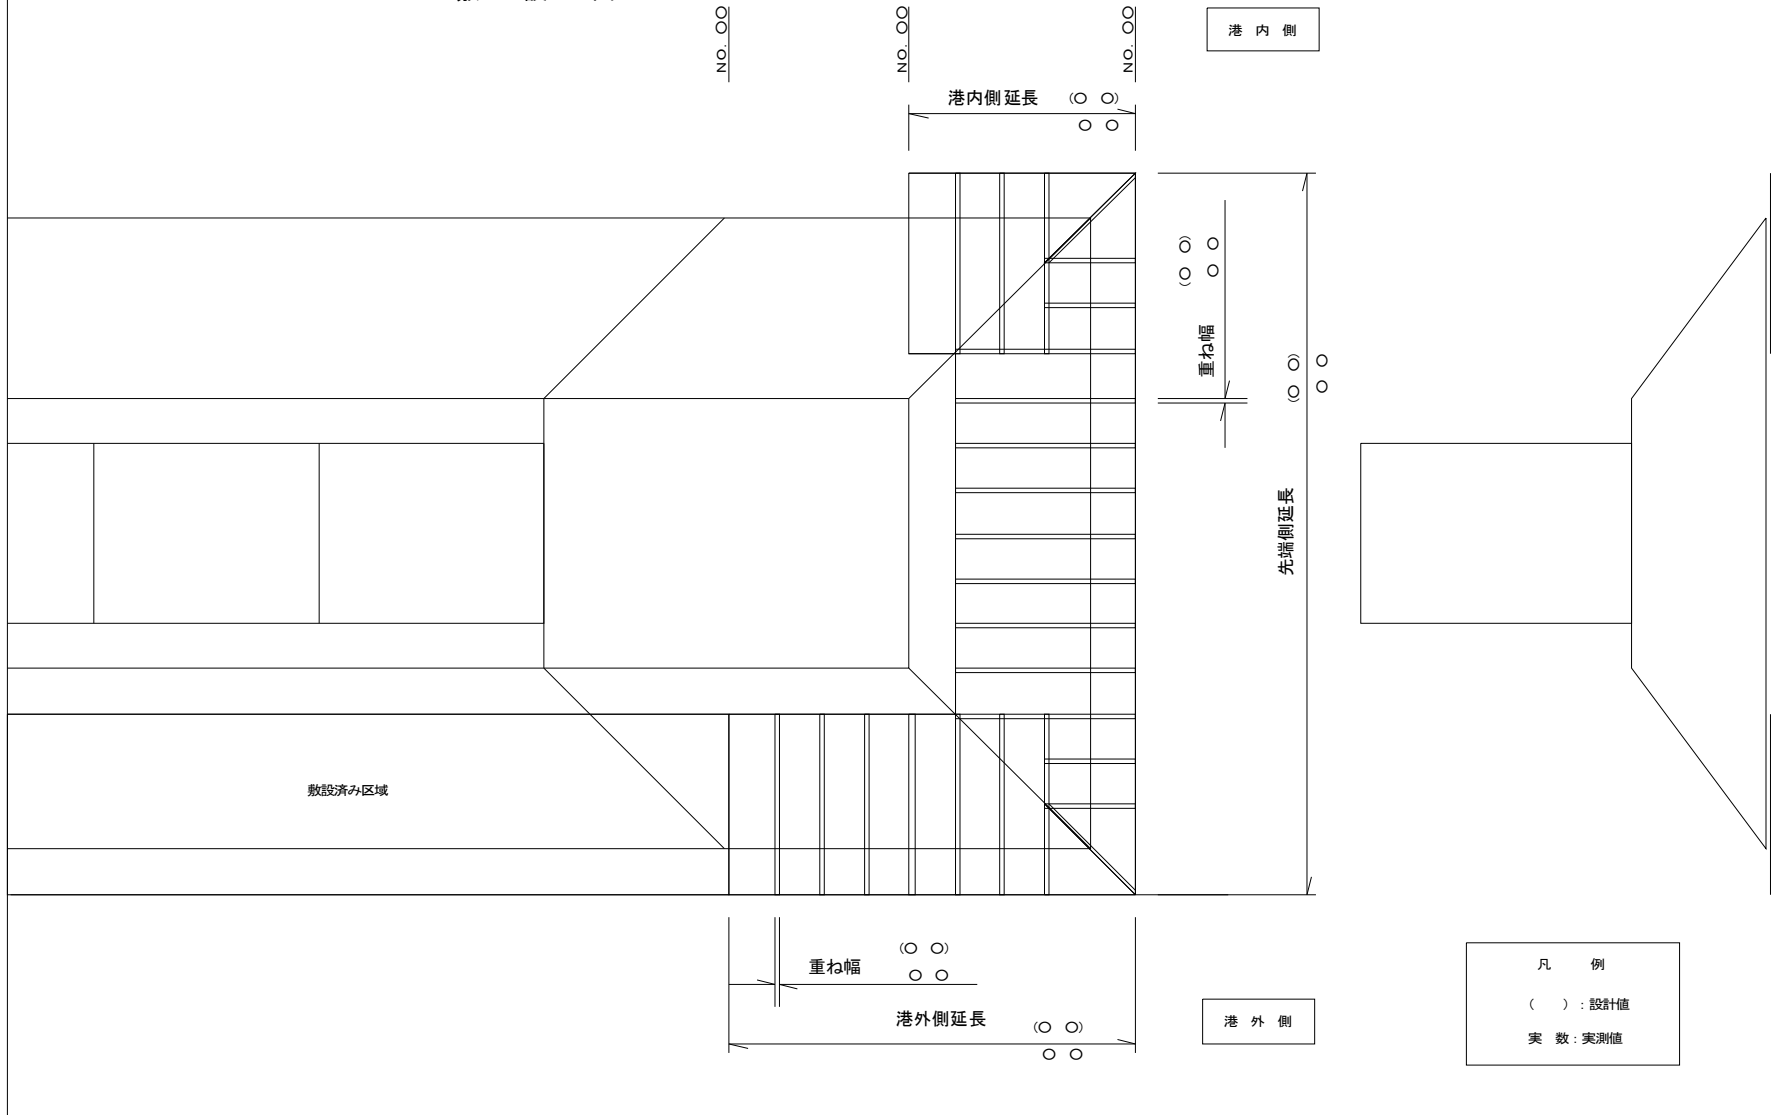 NO. ○○
NO. ○○
NO. ○○
港 内 側
港内側延長 (○ ○)
○ ○
(○ ○)
○ ○
重ね幅
(○ ○)
○ ○
先端側延長
敷設済み区域
重ね幅 (○ ○)
○ ○
港外側延長 (○ ○)
○ ○
港 外 側
凡 例
( ) : 設計値
実 数 : 実測値